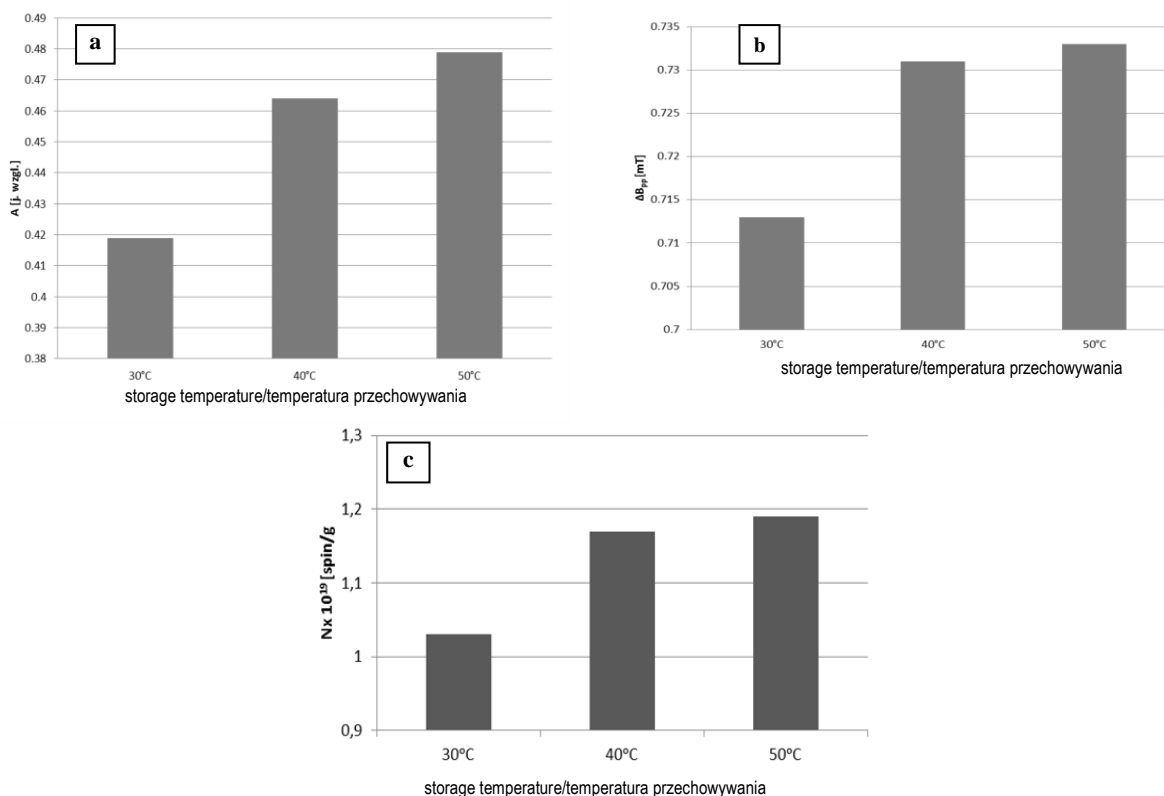 a
0.49
0.48
0.47
0.46
0.45
0.44
0.43
0.42
0.41
0.4
0.39
0.38
A [j. wzgl.]
30°C 40°C 50°C
storage temperature/temperatura przechowywania
b
0.735
0.73
0.725
0.72
0.715
0.71
0.705
0.7
ΔBpp [mT]
30°C 40°C 50°C
storage temperature/temperatura przechowywania
c
1,3
1,2
1,1
1
0,9
Nx 10¹⁹ [spin/g
30°C 40°C 50°C
storage temperature/temperatura przechowywania